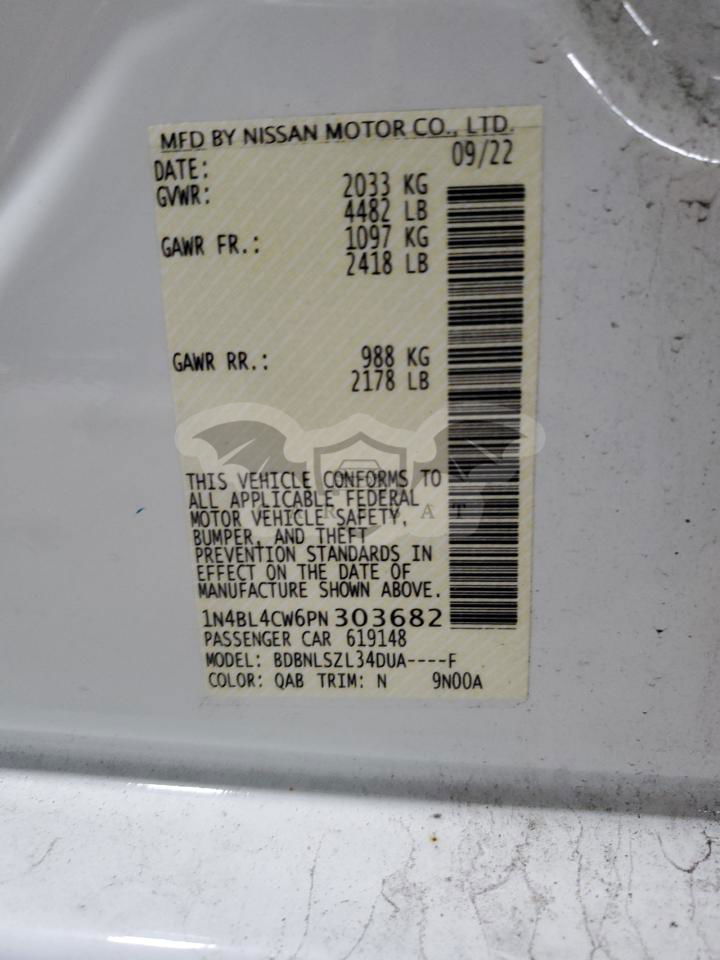 MFD BY NISSAN MOTOR CO., LTD.
DATE: 09/22
GVWR: 2033 KG
4482 LB
GAWR FR.: 1097 KG
2418 LB
GAWR RR.: 988 KG
2178 LB
THIS VEHICLE CONFORMS TO
ALL APPLICABLE FEDERAL
MOTOR VEHICLE SAFETY,
BUMPER, AND THEFT
PREVENTION STANDARDS IN
EFFECT ON THE DATE OF
MANUFACTURE SHOWN ABOVE.
1N4BL4CW6PN303682
PASSENGER CAR 619148
MODEL: BDBNLSZL34DUA----F
COLOR: QAB TRIM: N 9N00A